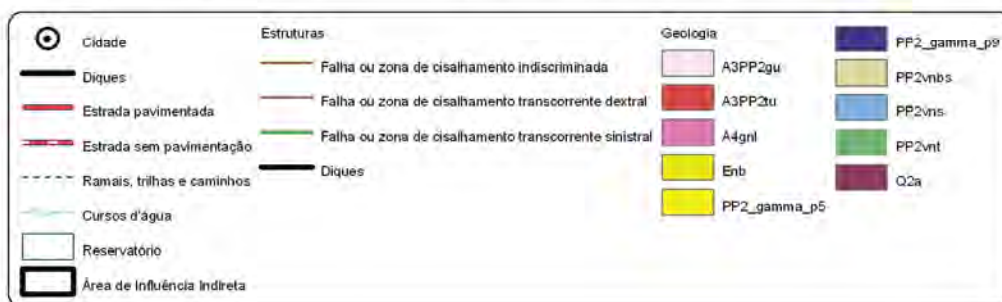 Cidade
Diques
Estrada pavimentada
Estrada sem pavimentação
Ramais, trilhas e caminhos
Cursos d'água
Reservatório
Área de Influência Indireta
Estruturas
Falha ou zona de cisalhamento indiscriminada
Falha ou zona de cisalhamento transcorrente dextral
Falha ou zona de cisalhamento transcorrente sinistral
Diques
Geologia
A3PP2gu
A3PP2tu
A4gnl
Enb
PP2_gamma_p5
PP2_gamma_p9
PP2vnbs
PP2vns
PP2vnt
Q2a